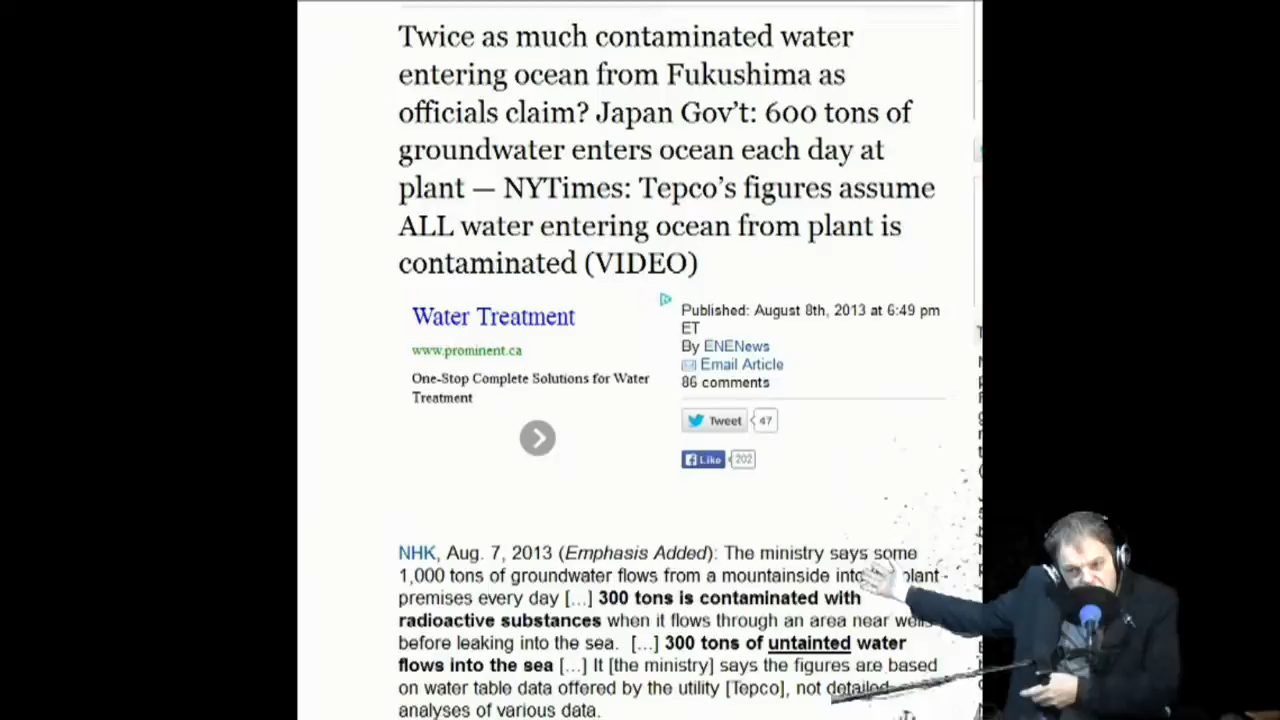 Twice as much contaminated water
entering ocean from Fukushima as
officials claim? Japan Gov't: 600 tons of
groundwater enters ocean each day at
plant — NYTimes: Tepco's figures assume
ALL water entering ocean from plant is
contaminated (VIDEO)
Water Treatment
www.prominent.ca
One-Stop Complete Solutions for Water
Treatment
Published: August 8th, 2013 at 6:49 pm
ET
By ENENews
Email Article
86 comments
Tweet 47
Like 202
NHK, Aug. 7, 2013 (Emphasis Added): The ministry says some
1,000 tons of groundwater flows from a mountainside into plant
premises every day [...] 300 tons is contaminated with
radioactive substances when it flows through an area near
before leaking into the sea. [...] 300 tons of untainted water
flows into the sea [...] It [the ministry] says the figures are based
on water table data offered by the utility [Tepco], not detailed
analyses of various data.